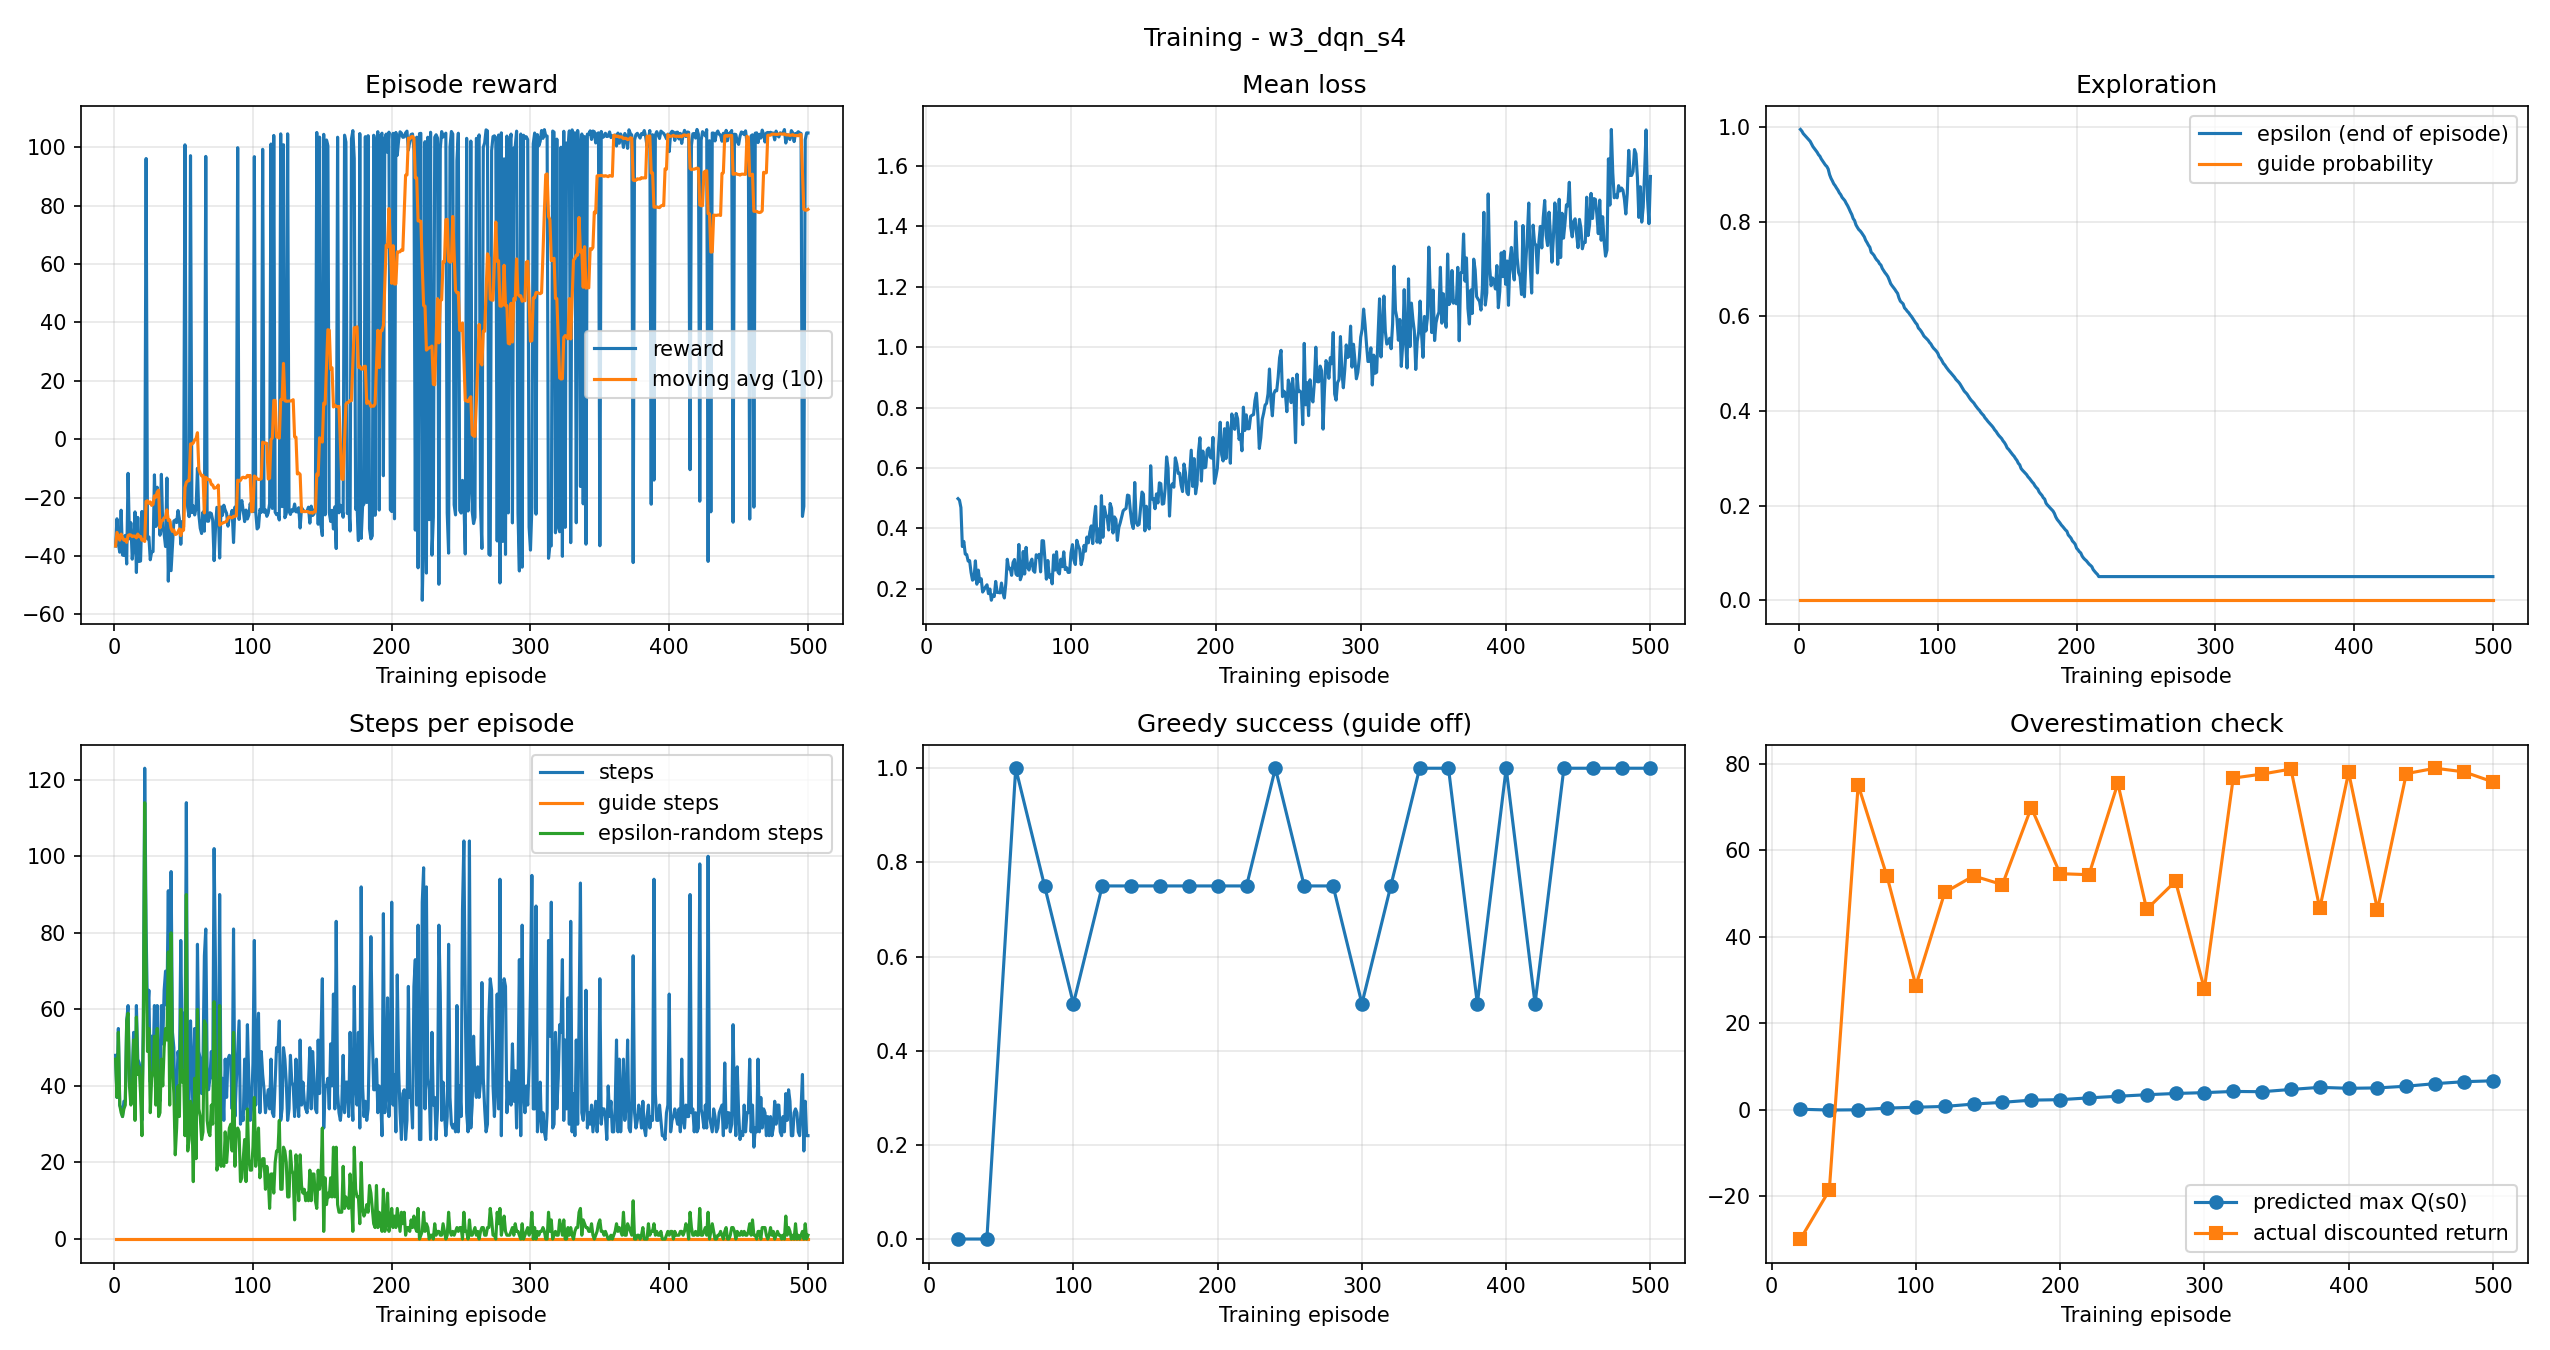 Training - w3_dqn_s4
Episode reward
100
80
60
40
20
0
−20
−40
−60
reward
moving avg (10)
0 100 200 300 400 500
Training episode
Mean loss
1.6
1.4
1.2
1.0
0.8
0.6
0.4
0.2
0 100 200 300 400 500
Training episode
Exploration
1.0
0.8
0.6
0.4
0.2
0.0
epsilon (end of episode)
guide probability
0 100 200 300 400 500
Training episode
Steps per episode
120
100
80
60
40
20
0
steps
guide steps
epsilon-random steps
0 100 200 300 400 500
Training episode
Greedy success (guide off)
1.0
0.8
0.6
0.4
0.2
0.0
0 100 200 300 400 500
Training episode
Overestimation check
80
60
40
20
0
−20
predicted max Q(s0)
actual discounted return
0 100 200 300 400 500
Training episode